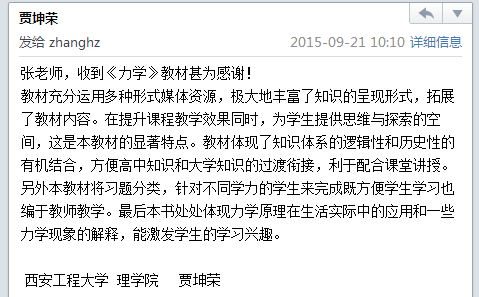 贾坤荣
发给 zhanghz 2015-09-21 10:10 详细信息
张老师，收到《力学》教材甚为感谢！
教材充分运用多种形式媒体资源，极大地丰富了知识的呈现形式，拓展
了教材内容。在提升课程教学效果同时，为学生提供思维与探索的空
间，这是本教材的显著特点。教材体现了知识体系的逻辑性和历史性的
有机结合，方便高中知识和大学知识的过渡衔接，利于配合课堂讲授。
另外本教材将习题分类，针对不同学力的学生来完成既方便学生学习也
编于教师教学。最后本书处处体现力学原理在生活实际中的应用和一些
力学现象的解释，能激发学生的学习兴趣。
西安工程大学 理学院 贾坤荣